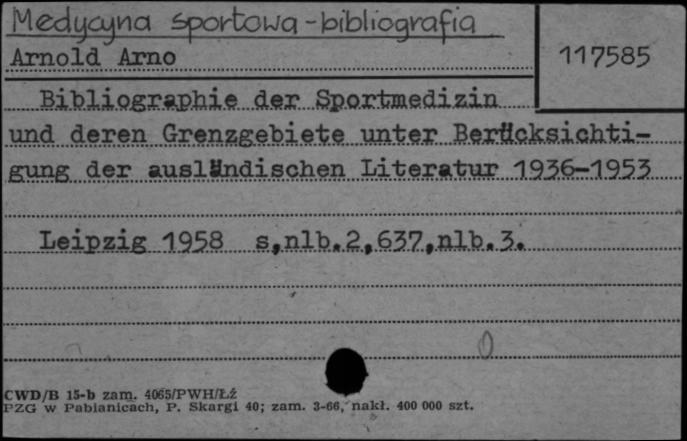 Medycyna sportowa - bibliografia
Arnold Arno
117585
Bibliographie der Sportmedizin
und deren Grenzgebiete unter Berücksichti-
gung der ausländischen Literatur 1936-1953
Leipzig 1958 s,nlb.2,637,nlb.3.
0
CWD/B 15-b zam. 4065/PWH/Łź
PZG w Pabianicach, P. Skargi 40; zam. 3-66, nakł. 400 000 szt.